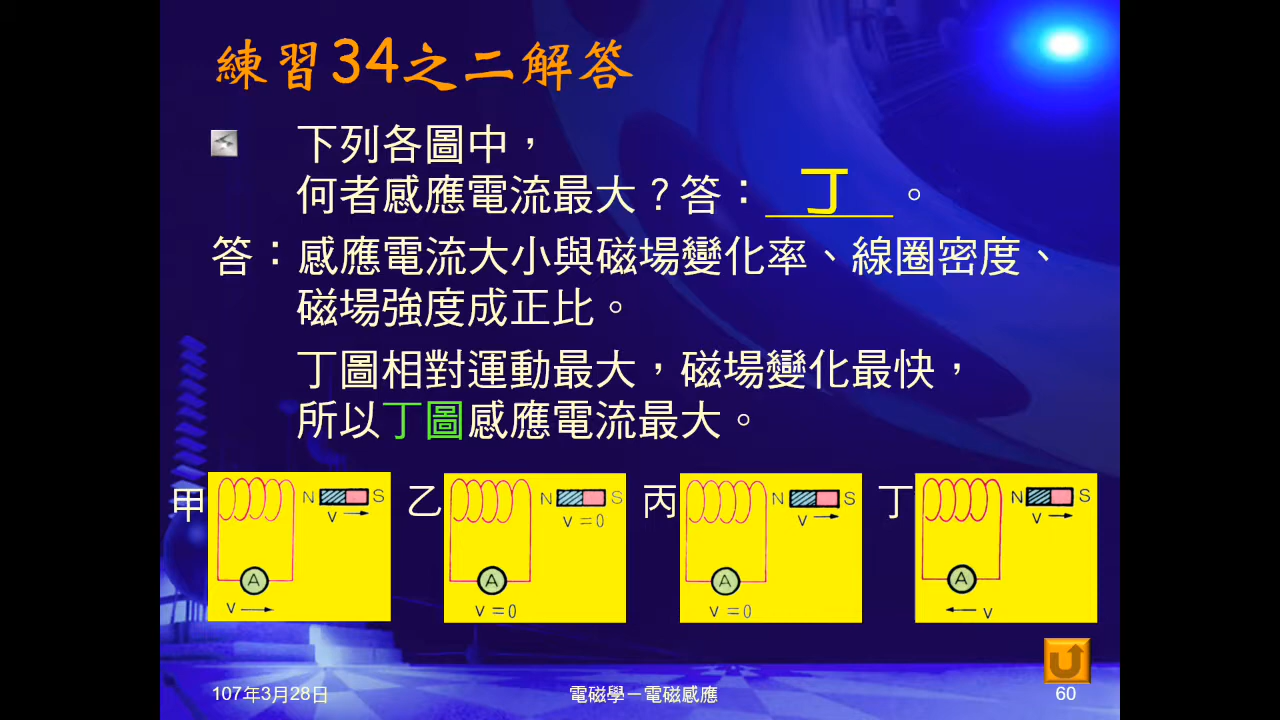 練習34之二解答
下列各圖中，
何者感應電流最大？答：丁。
答：感應電流大小與磁場變化率、線圈密度、
磁場強度成正比。
丁圖相對運動最大，磁場變化最快，
所以丁圖感應電流最大。
甲 N S v A v
乙 N S v=0 A v=0
丙 N S v A v=0
丁 N S v A v
107年3月28日
電磁學－電磁感應
60